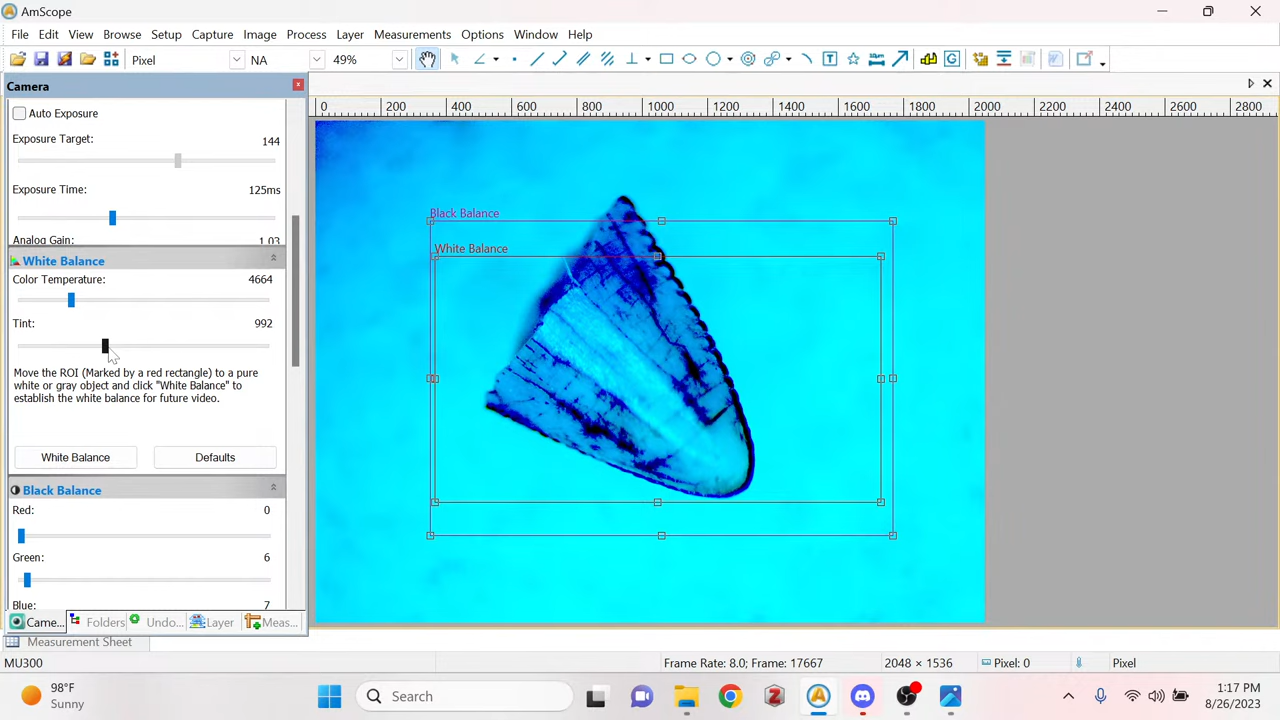 AmScope
File Edit View Browse Setup Capture Image Process Layer Measurements Options Window Help
Pixel NA 49%
Camera
0 200 400 600 800 1000 1200 1400 1600 1800 2000 2200 2400 2600 2800
Auto Exposure
Exposure Target: 144
Exposure Time: 125ms
Analog Gain: 1.03
White Balance
Color Temperature: 4664
Tint: 992
Move the ROI (Marked by a red rectangle) to a pure
white or gray object and click "White Balance" to
establish the white balance for future video.
White Balance Defaults
Black Balance
Red: 0
Green: 6
Blue: 7
Black Balance
White Balance
Came... Folders Undo... Layer Meas...
Measurement Sheet
MU300 Frame Rate: 8.0; Frame: 17667 2048 × 1536 Pixel: 0 Pixel
98°F
Sunny
Search
1:17 PM
8/26/2023